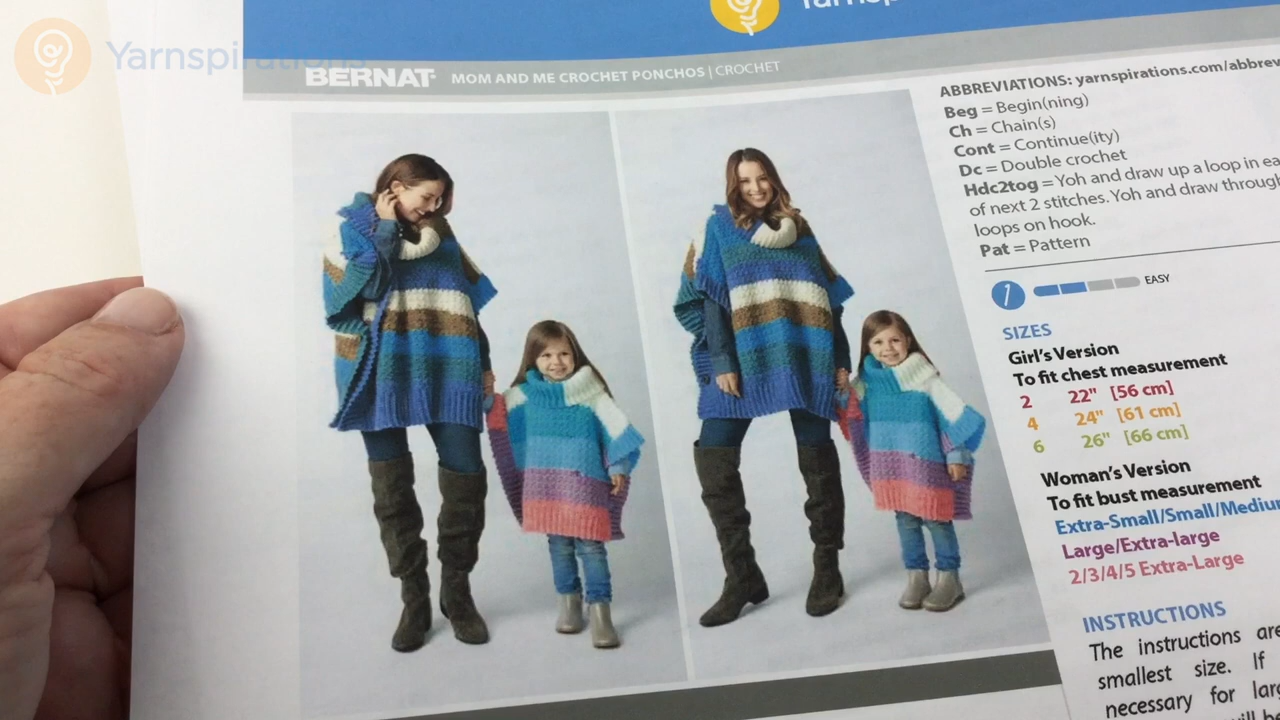 Yarnspirations
BERNAT
MOM AND ME CROCHET PONCHOS | CROCHET
ABBREVIATIONS: yarnspirations.com/abbrev
Beg = Begin(ning)
Ch = Chain(s)
Cont = Continue(ity)
Dc = Double crochet
Hdc2tog = Yoh and draw up a loop in ea
of next 2 stitches. Yoh and draw through
loops on hook.
Pat = Pattern
1 EASY
SIZES
Girl's Version
To fit chest measurement
2 22" [56 cm]
4 24" [61 cm]
6 26" [66 cm]
Woman's Version
To fit bust measurement
Extra-Small/Small/Medium
Large/Extra-large
2/3/4/5 Extra-Large
INSTRUCTIONS
The instructions are
smallest size. If
necessary for larg
will be